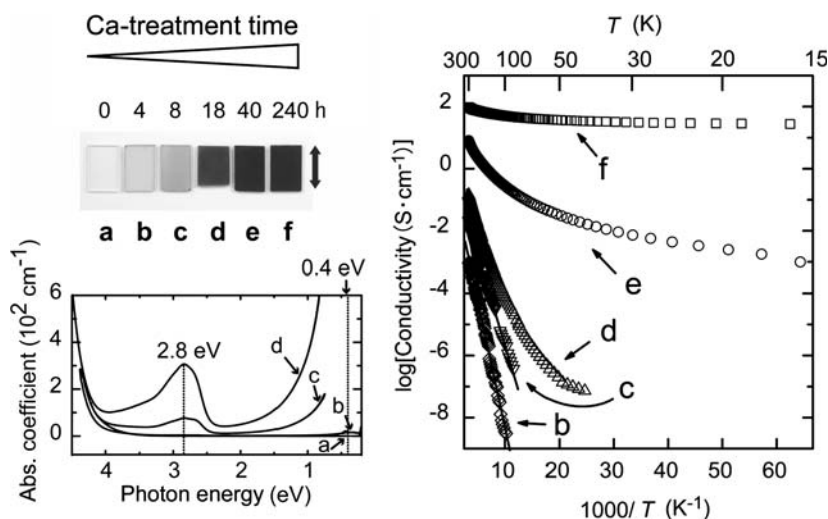 Ca-treatment time
0 4 8 18 40 240 h
a b c d e f
0.4 eV
2.8 eV
d
c
b
a
6
4
2
0
Abs. coefficient (10² cm⁻¹)
4 3 2 1
Photon energy (eV)
T (K)
300 100 50 30 20 15
2
0
-2
-4
-6
-8
log[Conductivity (S·cm⁻¹)]
f
e
d
c
b
10 20 30 40 50 60
1000/T (K⁻¹)